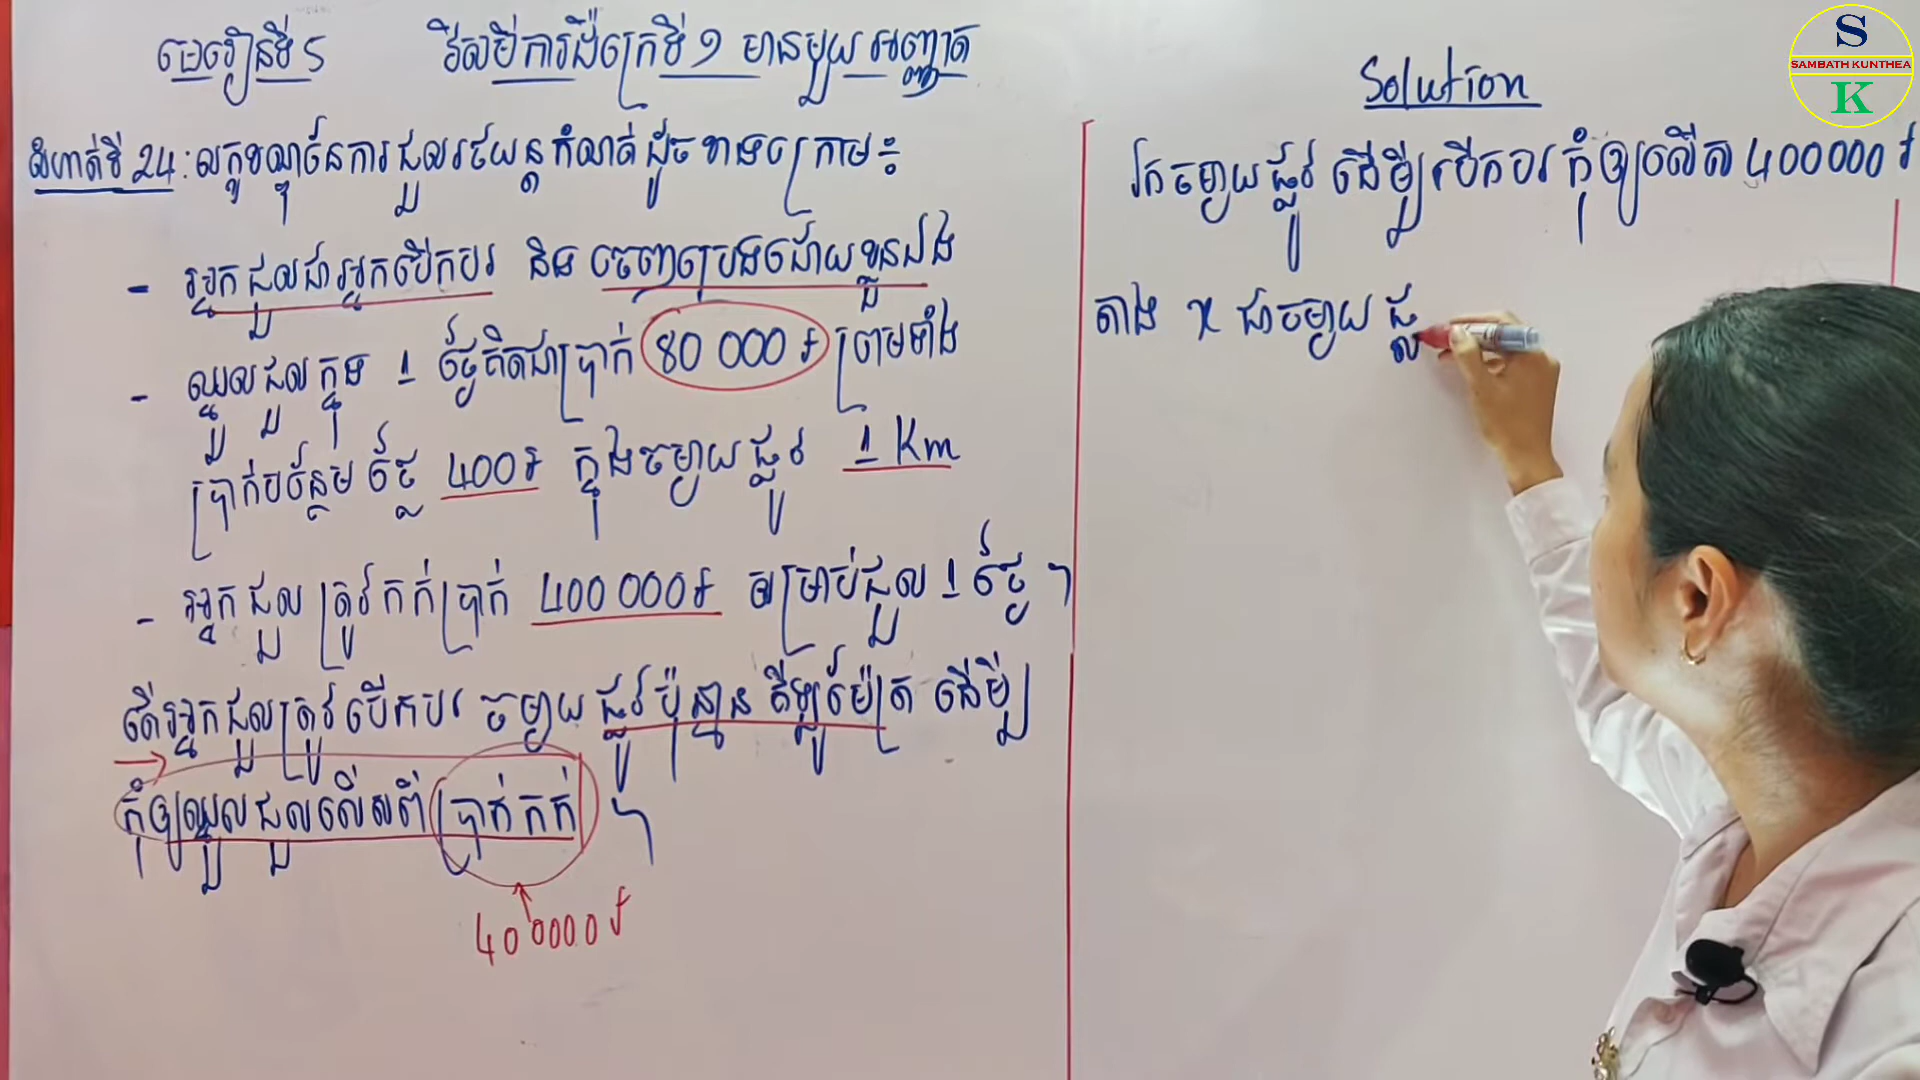 មេរៀនទី 5 វិសមីការដឺក្រេទី ១ មានមួយអញ្ញាត
លំហាត់ទី 24 : លក្ខខណ្ឌនៃការជួលរថយន្តកំណត់ដូចខាងក្រោម ៖
- អ្នកជួលជាអ្នកបើកបរ និង ចេញប្រេងដោយខ្លួនឯង
- ឈ្នួលជួលក្នុង 1 ថ្ងៃគិតជាប្រាក់ 80 000 ៛ ព្រមទាំង
ប្រាក់បន្ថែមថ្លៃ 400៛ ក្នុងចម្ងាយផ្លូវ 1 Km
- អ្នកជួលត្រូវកក់ប្រាក់ 400 000៛ សម្រាប់ជួល 1 ថ្ងៃ ។
តើអ្នកជួលត្រូវបើកបរ ចម្ងាយផ្លូវប៉ុន្មានគីឡូម៉ែត្រ ដើម្បី
កុំឲ្យឈ្នួលជួលលើសពីប្រាក់កក់ ។
400000 ៛
Solution
រកចម្ងាយផ្លូវ ដើម្បីបើកបរ កុំឲ្យលើស 400000 ៛
តាង x ជាចម្ងាយ
S
SAMBATH KUNTHEA
K